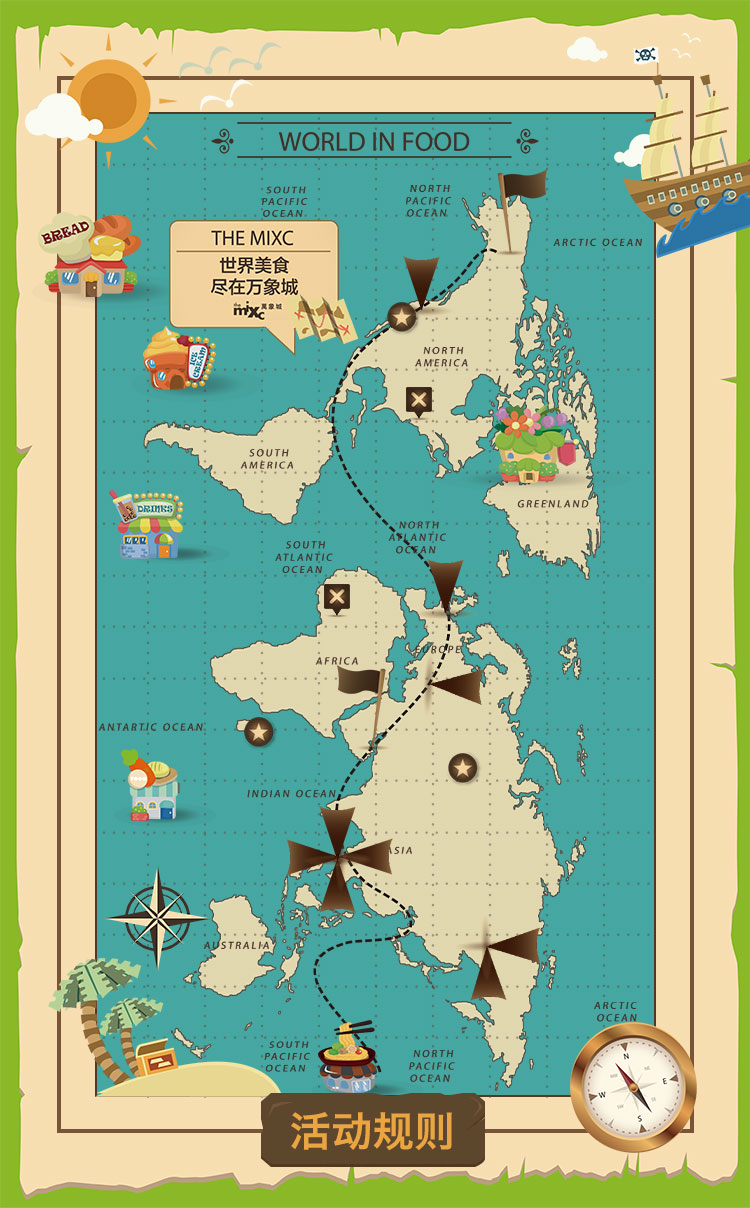 WORLD IN FOOD
SOUTH
PACIFIC
OCEAN
NORTH
PACIFIC
OCEAN
ARCTIC OCEAN
BREAD
THE MIXC
世界美食
尽在万象城
the mixc 萬象城
ICE
CREAM
NORTH
AMERICA
SOUTH
AMERICA
GREENLAND
DRINKS
NORTH
ATLANTIC
OCEAN
SOUTH
ATLANTIC
OCEAN
EUROPE
AFRICA
ANTARTIC OCEAN
INDIAN OCEAN
ASIA
AUSTRALIA
ARCTIC
OCEAN
SOUTH
PACIFIC
OCEAN
NORTH
PACIFIC
OCEAN
N
W
E
S
活动规则